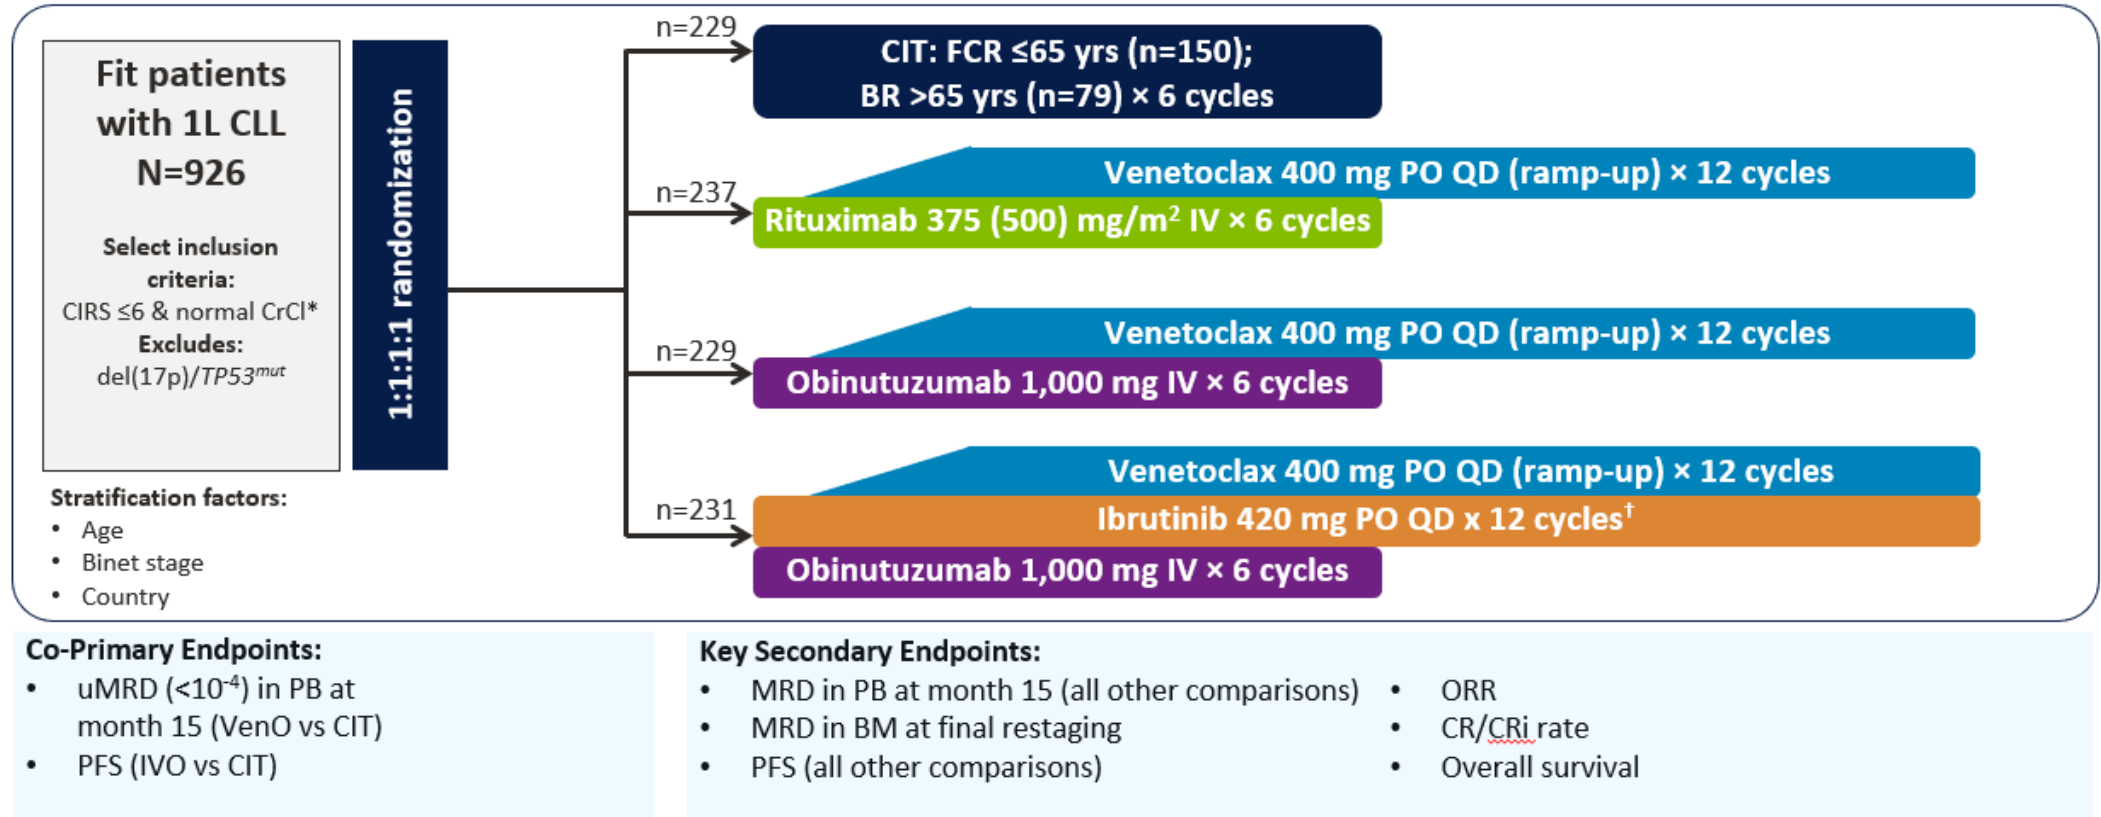 Fit patients
with 1L CLL
N=926
Select inclusion
criteria:
CIRS ≤6 & normal CrCl*
Excludes:
del(17p)/TP53ᵐᵘᵗ
Stratification factors:
• Age
• Binet stage
• Country
1:1:1:1 randomization
n=229
CIT: FCR ≤65 yrs (n=150);
BR >65 yrs (n=79) × 6 cycles
n=237
Venetoclax 400 mg PO QD (ramp-up) × 12 cycles
Rituximab 375 (500) mg/m² IV × 6 cycles
n=229
Venetoclax 400 mg PO QD (ramp-up) × 12 cycles
Obinutuzumab 1,000 mg IV × 6 cycles
n=231
Venetoclax 400 mg PO QD (ramp-up) × 12 cycles
Ibrutinib 420 mg PO QD x 12 cycles†
Obinutuzumab 1,000 mg IV × 6 cycles
Co-Primary Endpoints:
• uMRD (<10⁻⁴) in PB at
month 15 (VenO vs CIT)
• PFS (IVO vs CIT)
Key Secondary Endpoints:
• MRD in PB at month 15 (all other comparisons)
• MRD in BM at final restaging
• PFS (all other comparisons)
• ORR
• CR/CRi rate
• Overall survival